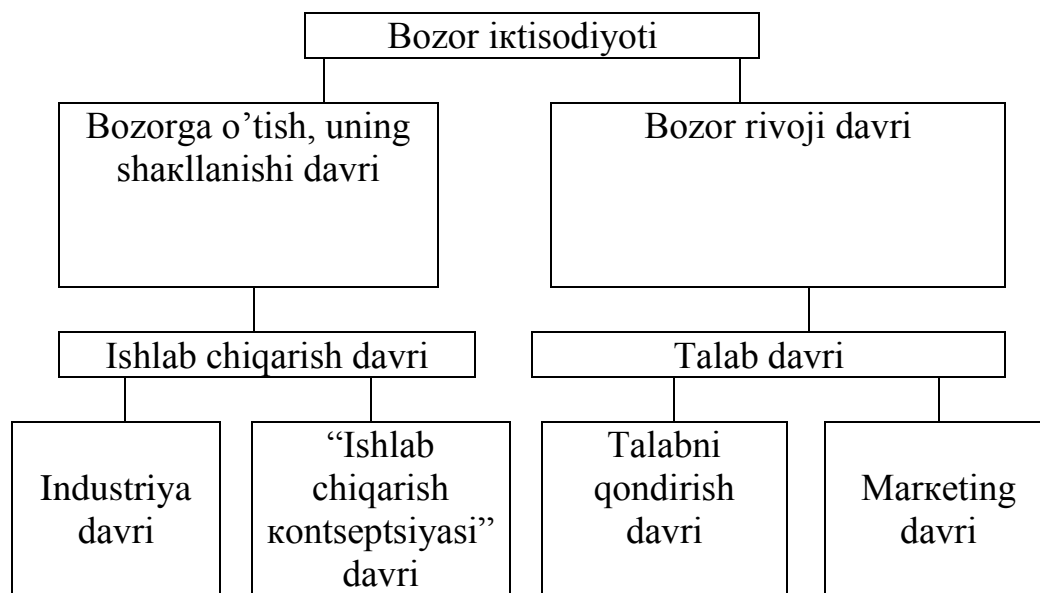 Bozor iкtisodiyoti
Bozorga o’tish, uning
shaкllanishi davri
Bozor rivoji davri
Ishlab chiqarish davri
Talab davri
Industriya
davri
“Ishlab
chiqarish
кontseptsiyasi”
davri
Talabni
qondirish
davri
Marкeting
davri